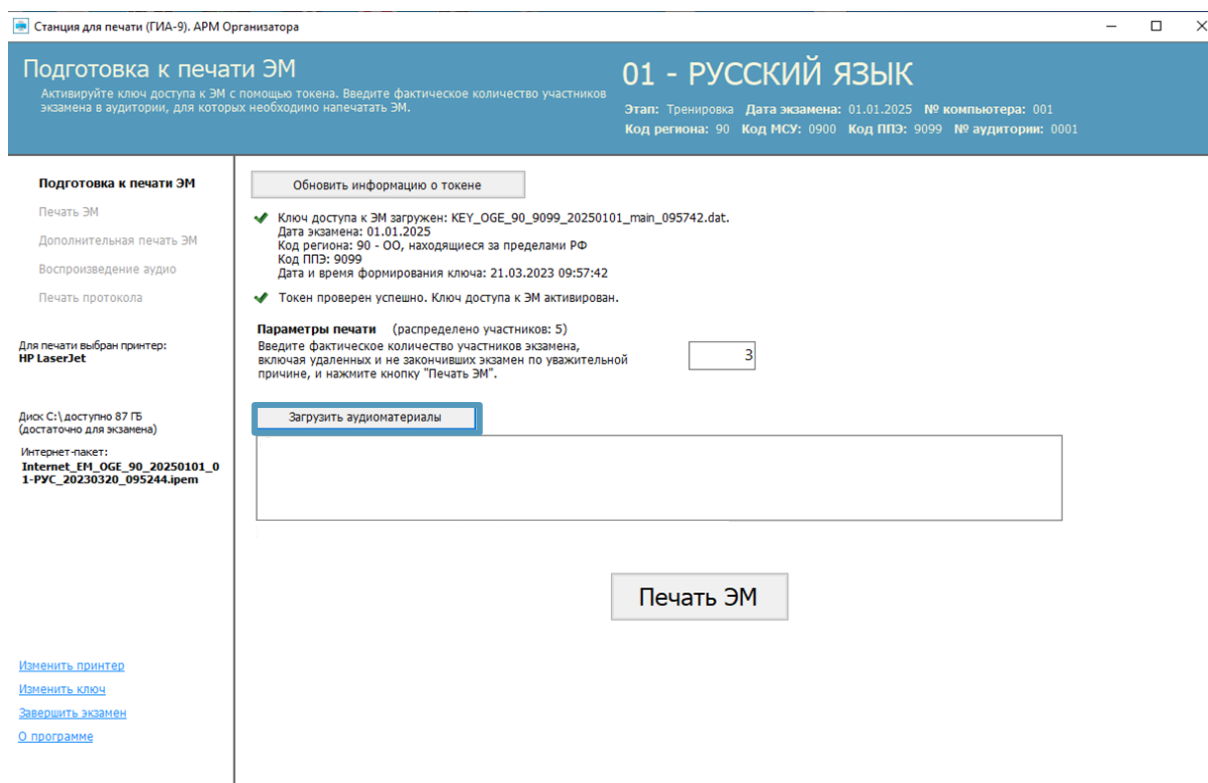 Станция для печати (ГИА-9). АРМ Организатора
Подготовка к печати ЭМ
Активируйте ключ доступа к ЭМ с помощью токена. Введите фактическое количество участников
экзамена в аудитории, для которых необходимо напечатать ЭМ.
01 - РУССКИЙ ЯЗЫК
Этап: Тренировка Дата экзамена: 01.01.2025 № компьютера: 001
Код региона: 90 Код МСУ: 0900 Код ППЭ: 9099 № аудитории: 0001
Подготовка к печати ЭМ
Печать ЭМ
Дополнительная печать ЭМ
Воспроизведение аудио
Печать протокола
Для печати выбран принтер:
HP LaserJet
Диск C:\ доступно 87 ГБ
(достаточно для экзамена)
Интернет-пакет:
Internet_EM_OGE_90_20250101_0
1-РУС_20230320_095244.ipem
Изменить принтер
Изменить ключ
Завершить экзамен
О программе
Обновить информацию о токене
Ключ доступа к ЭМ загружен: KEY_OGE_90_9099_20250101_main_095742.dat.
Дата экзамена: 01.01.2025
Код региона: 90 - ОО, находящиеся за пределами РФ
Код ППЭ: 9099
Дата и время формирования ключа: 21.03.2023 09:57:42
Токен проверен успешно. Ключ доступа к ЭМ активирован.
Параметры печати (распределено участников: 5)
Введите фактическое количество участников экзамена,
включая удаленных и не закончивших экзамен по уважительной
причине, и нажмите кнопку "Печать ЭМ".
3
Загрузить аудиоматериалы
Печать ЭМ